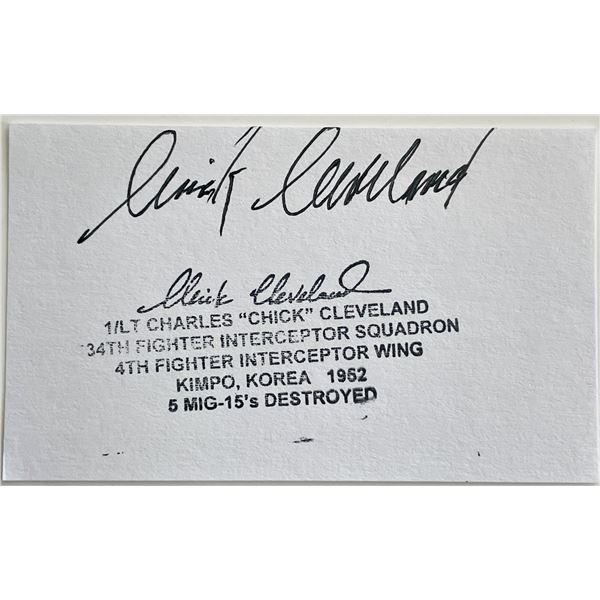 Chick Cleveland
Chick Cleveland
1/LT CHARLES “CHICK” CLEVELAND
34TH FIGHTER INTERCEPTOR SQUADRON
4TH FIGHTER INTERCEPTOR WING
KIMPO, KOREA 1952
5 MIG-15's DESTROYED